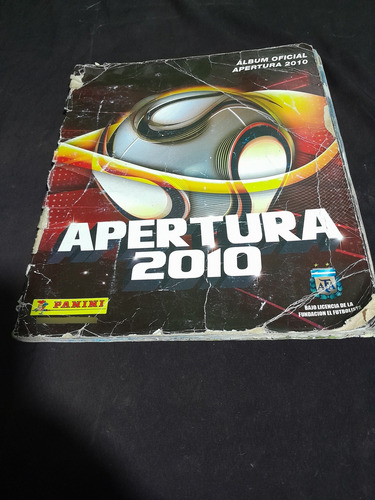 ÁLBUM OFICIAL
APERTURA 2010
APERTURA
2010
PANINI
BAJO LICENCIA DE LA
FUNDACION EL FUTBOLISTA